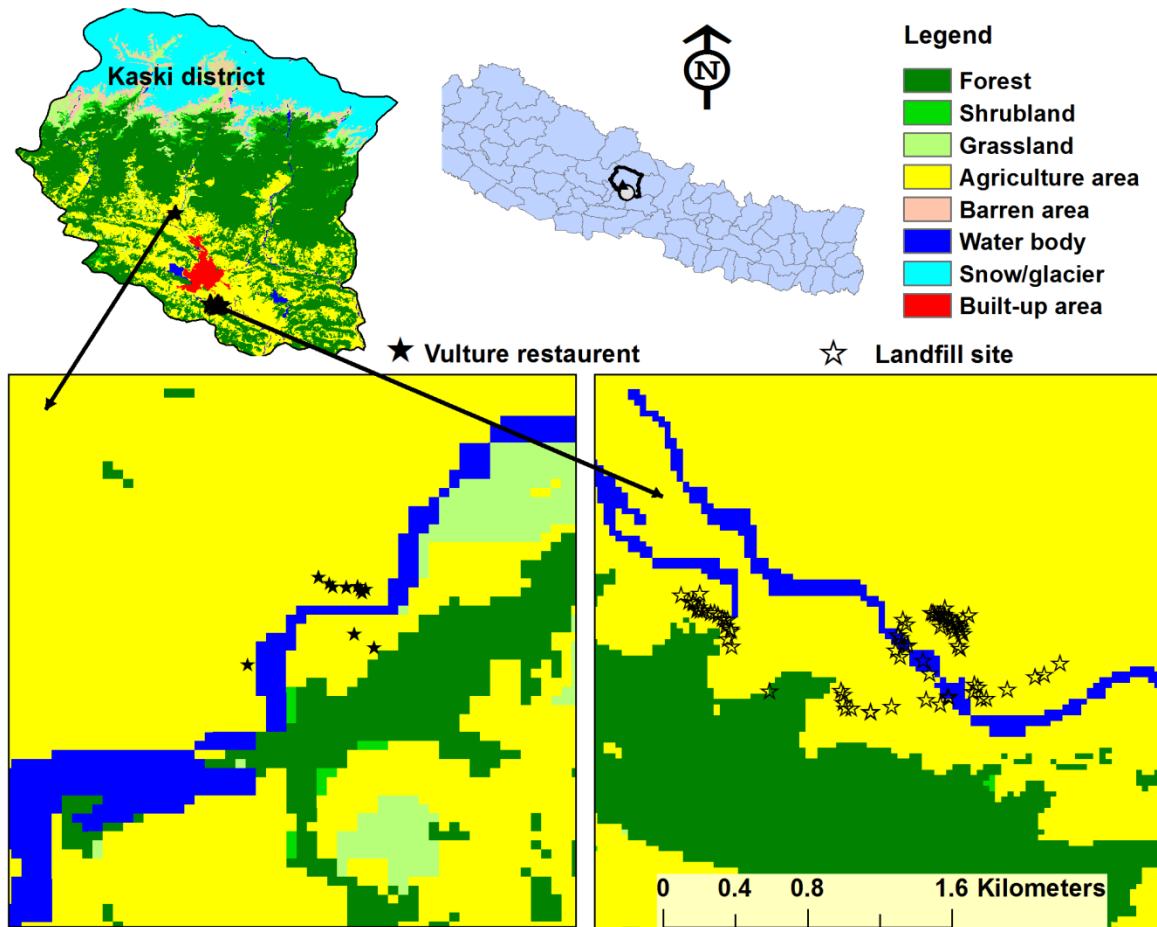 Kaski district
N
Legend
Forest
Shrubland
Grassland
Agriculture area
Barren area
Water body
Snow/glacier
Built-up area
Vulture restaurent
Landfill site
0 0.4 0.8 1.6 Kilometers